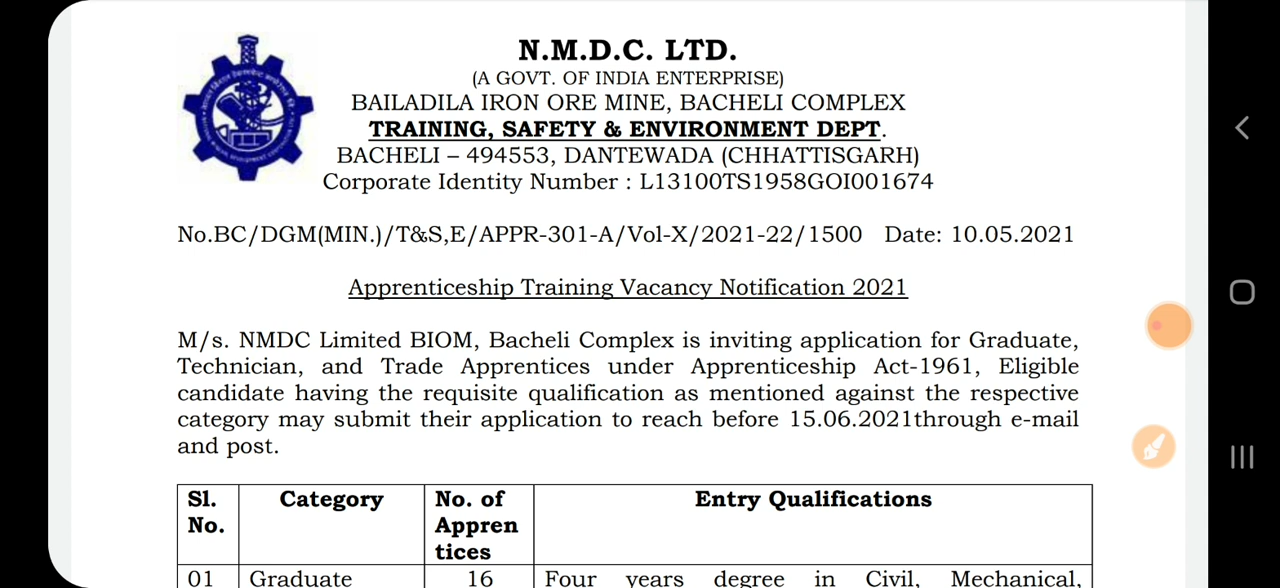 N.M.D.C. LTD.
(A GOVT. OF INDIA ENTERPRISE)
BAILADILA IRON ORE MINE, BACHELI COMPLEX
TRAINING, SAFETY & ENVIRONMENT DEPT.
BACHELI – 494553, DANTEWADA (CHHATTISGARH)
Corporate Identity Number : L13100TS1958GOI001674
No.BC/DGM(MIN.)/T&S,E/APPR-301-A/Vol-X/2021-22/1500 Date: 10.05.2021
Apprenticeship Training Vacancy Notification 2021
M/s. NMDC Limited BIOM, Bacheli Complex is inviting application for Graduate,
Technician, and Trade Apprentices under Apprenticeship Act-1961, Eligible
candidate having the requisite qualification as mentioned against the respective
category may submit their application to reach before 15.06.2021through e-mail
and post.
Sl. No.
Category
No. of Appren tices
Entry Qualifications
01 Graduate 16 Four years degree in Civil, Mechanical,